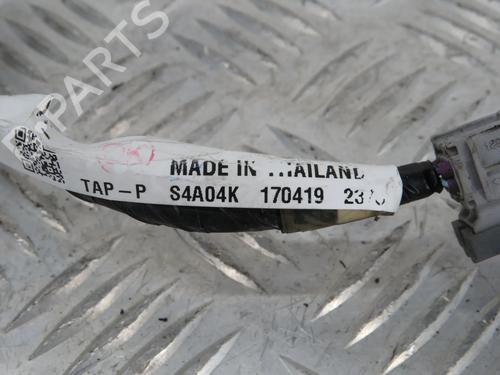 B-PARTS
MADE IN THAILAND
TAP-P S4A04K 170419